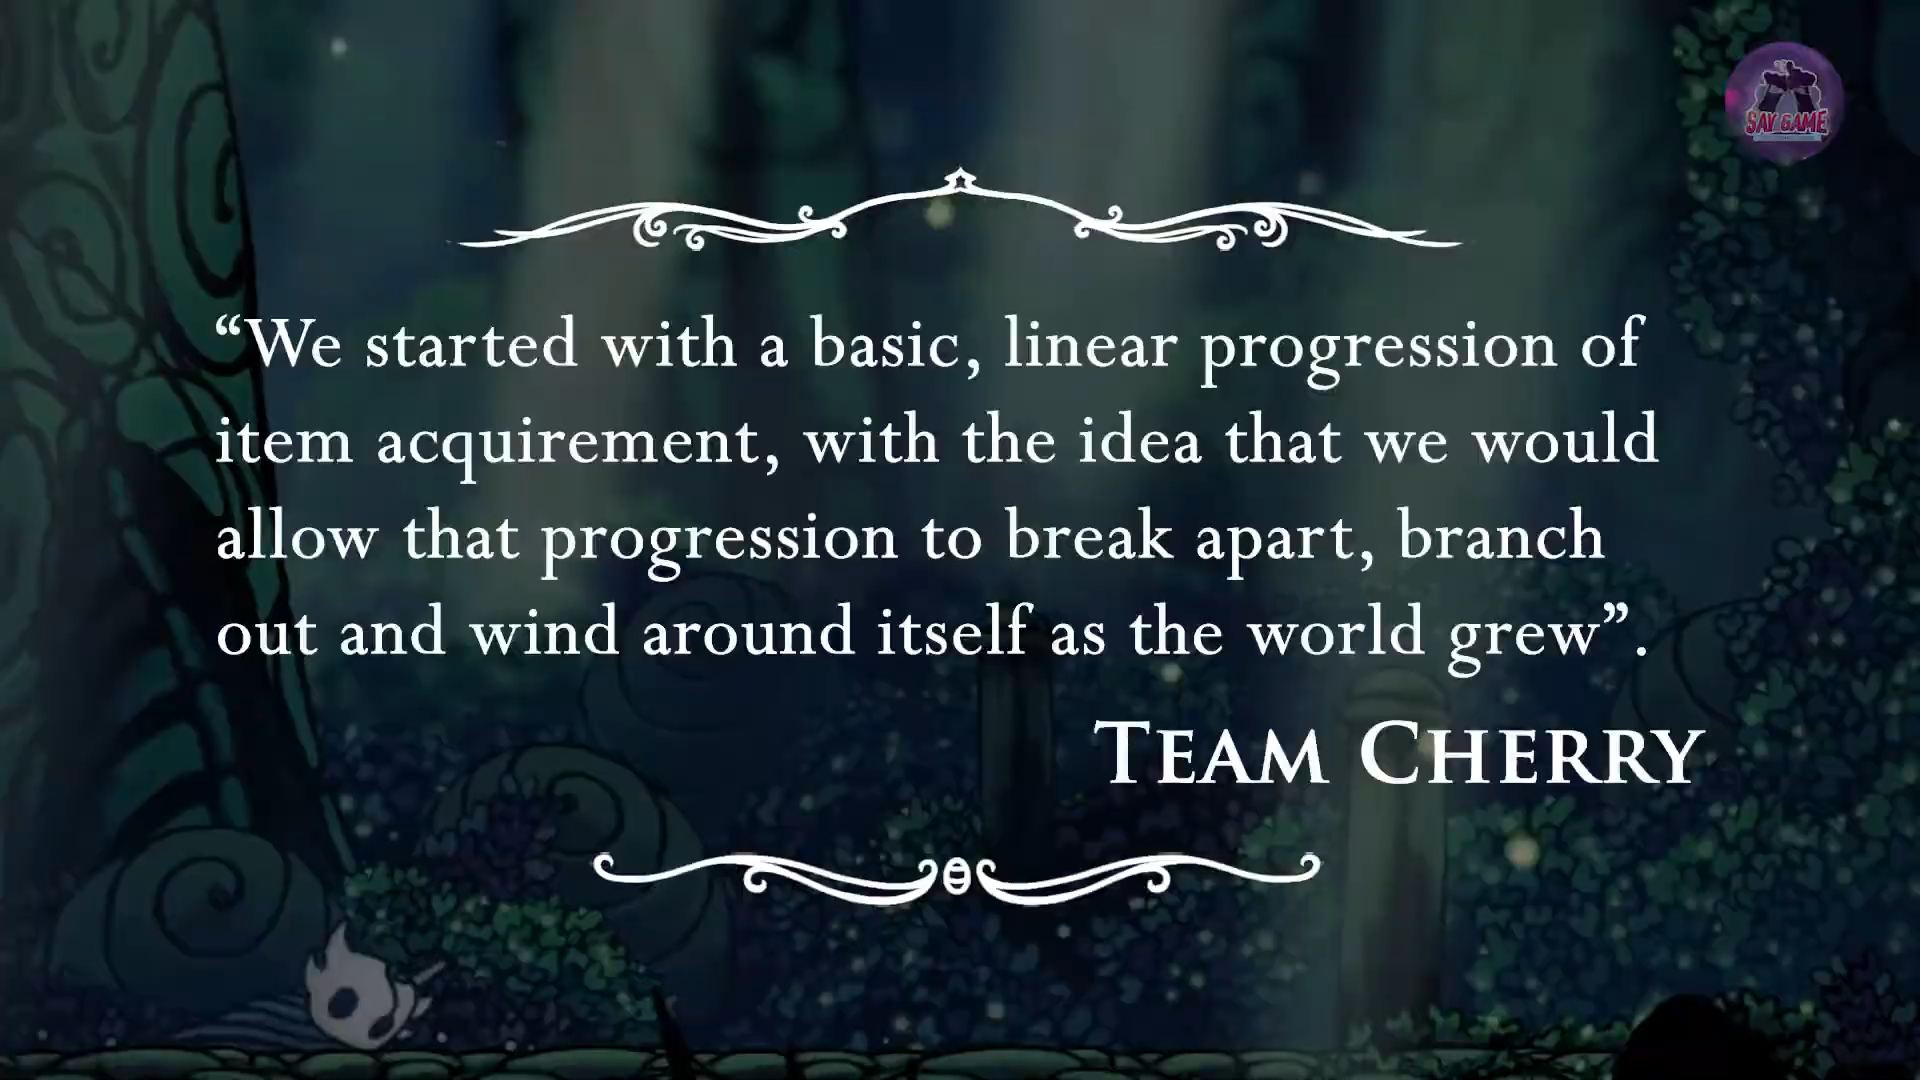 SAY GAME
“We started with a basic, linear progression of
item acquirement, with the idea that we would
allow that progression to break apart, branch
out and wind around itself as the world grew”.
TEAM CHERRY